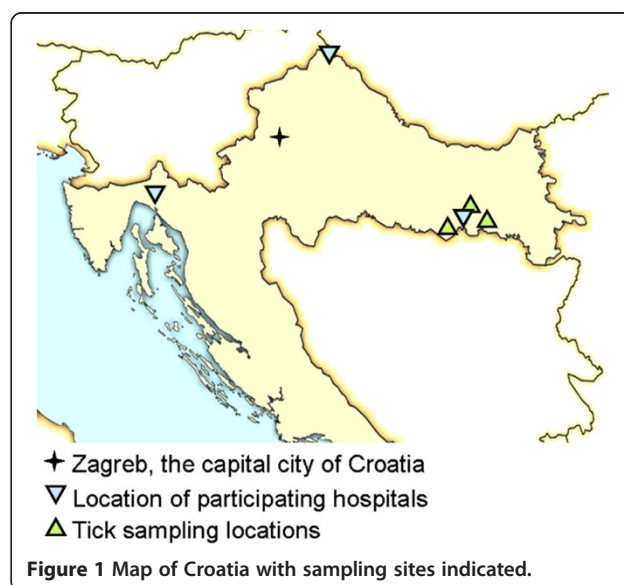 Zagreb, the capital city of Croatia
Location of participating hospitals
Tick sampling locations
Figure 1 Map of Croatia with sampling sites indicated.